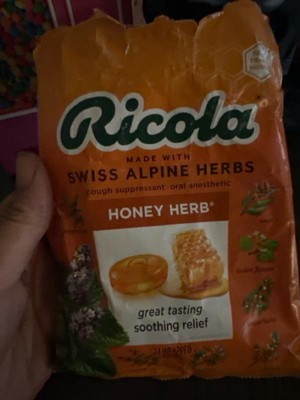 Ricola
MADE WITH
SWISS ALPINE HERBS
cough suppressant · oral anesthetic
HONEY HERB®
great tasting
soothing relief